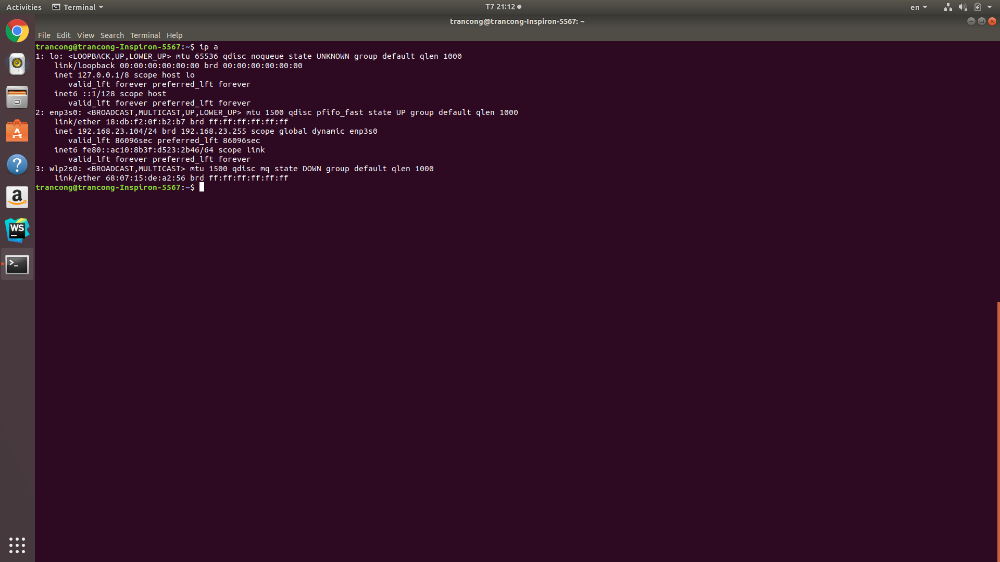 Activities Terminal T7 21:12 en
trancong@trancong-Inspiron-5567: ~
File Edit View Search Terminal Help
trancong@trancong-Inspiron-5567:~$ ip a
1: lo: <LOOPBACK,UP,LOWER_UP> mtu 65536 qdisc noqueue state UNKNOWN group default qlen 1000
    link/loopback 00:00:00:00:00:00 brd 00:00:00:00:00:00
    inet 127.0.0.1/8 scope host lo
       valid_lft forever preferred_lft forever
    inet6 ::1/128 scope host
       valid_lft forever preferred_lft forever
2: enp3s0: <BROADCAST,MULTICAST,UP,LOWER_UP> mtu 1500 qdisc pfifo_fast state UP group default qlen 1000
    link/ether 18:db:f2:0f:b2:b7 brd ff:ff:ff:ff:ff:ff
    inet 192.168.23.104/24 brd 192.168.23.255 scope global dynamic enp3s0
       valid_lft 86096sec preferred_lft 86096sec
    inet6 fe80::ac10:8b3f:d523:2b46/64 scope link
       valid_lft forever preferred_lft forever
3: wlp2s0: <BROADCAST,MULTICAST> mtu 1500 qdisc mq state DOWN group default qlen 1000
    link/ether 68:07:15:de:a2:56 brd ff:ff:ff:ff:ff:ff
trancong@trancong-Inspiron-5567:~$
A
?
a
WS
>_